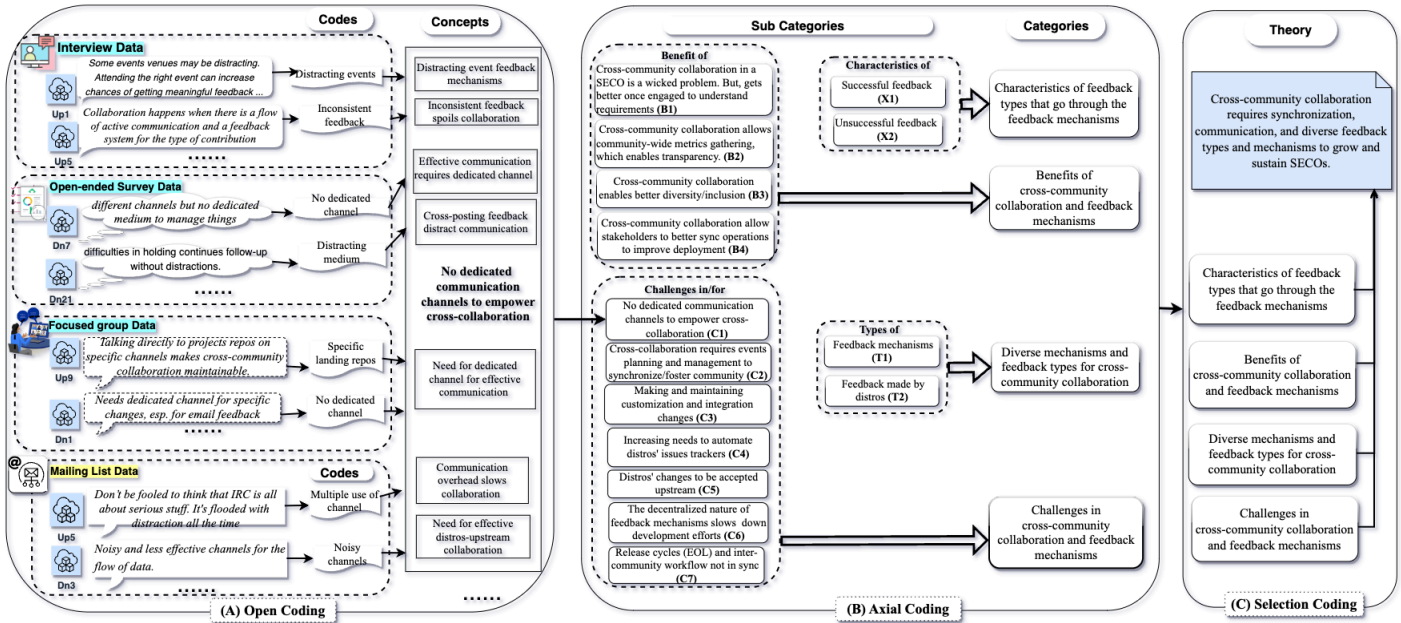 Codes
Concepts
Interview Data
Some events venues may be distracting.
Attending the right event can increase
chances of getting meaningful feedback ...
Up1
Distracting events
Collaboration happens when there is a flow
of active communication and a feedback
system for the type of contribution
Up5
Inconsistent
feedback
......
Open-ended Survey Data
different channels but no dedicated
medium to manage things
Dn7
No dedicated
channel
difficulties in holding continues follow-up
without distractions.
Dn21
Distracting
medium
......
Focused group Data
Talking directly to projects repos on
specific channels makes cross-community
collaboration maintainable.
Up9
Specific
landing repos
Needs dedicated channel for specific
changes, esp. for email feedback
Dn1
No dedicated
channel
......
@
Mailing List Data
Codes
Don't be fooled to think that IRC is all
about serious stuff. It's flooded with
distraction all the time
Up5
Multiple use of
channel
Noisy and less effective channels for the
flow of data.
Dn3
Noisy
channels
......
Distracting event feedback
mechanisms
Inconsistent feedback
spoils collaboration
Effective communication
requires dedicated channel
Cross-posting feedback
distract communication
No dedicated
communication
channels to empower
cross-collaboration
Need for dedicated
channel for effective
communication
Communication
overhead slows
collaboration
Need for effective
distros-upstream
collaboration
......
(A) Open Coding
Sub Categories
Categories
Benefit of
Cross-community collaboration in a
SECO is a wicked problem. But, gets
better once engaged to understand
requirements (B1)
Cross-community collaboration allows
community-wide metrics gathering,
which enables transparency. (B2)
Cross-community collaboration
enables better diversity/inclusion (B3)
Cross-community collaboration allow
stakeholders to better sync operations
to improve deployment (B4)
Characteristics of
Successful feedback
(X1)
Unsuccessful feedback
(X2)
Characteristics of feedback
types that go through the
feedback mechanisms
Benefits of
cross-community
collaboration and feedback
mechanisms
Challenges in/for
No dedicated communication
channels to empower cross-
collaboration (C1)
Cross-collaboration requires events
planning and management to
synchronize/foster community (C2)
Making and maintaining
customization and integration
changes (C3)
Increasing needs to automate
distros' issues trackers (C4)
Distros' changes to be accepted
upstream (C5)
The decentralized nature of
feedback mechanisms slows down
development efforts (C6)
Release cycles (EOL) and inter-
community workflow not in sync
(C7)
Types of
Feedback mechanisms
(T1)
Feedback made by
distros (T2)
Diverse mechanisms and
feedback types for cross-
community collaboration
Challenges in
cross-community
collaboration and feedback
mechanisms
(B) Axial Coding
Theory
Cross-community collaboration
requires synchronization,
communication, and diverse feedback
types and mechanisms to grow and
sustain SECOs.
Characteristics of feedback
types that go through the
feedback mechanisms
Benefits of
cross-community collaboration
and feedback mechanisms
Diverse mechanisms and
feedback types for cross-
community collaboration
Challenges in
cross-community collaboration
and feedback mechanisms
(C) Selection Coding